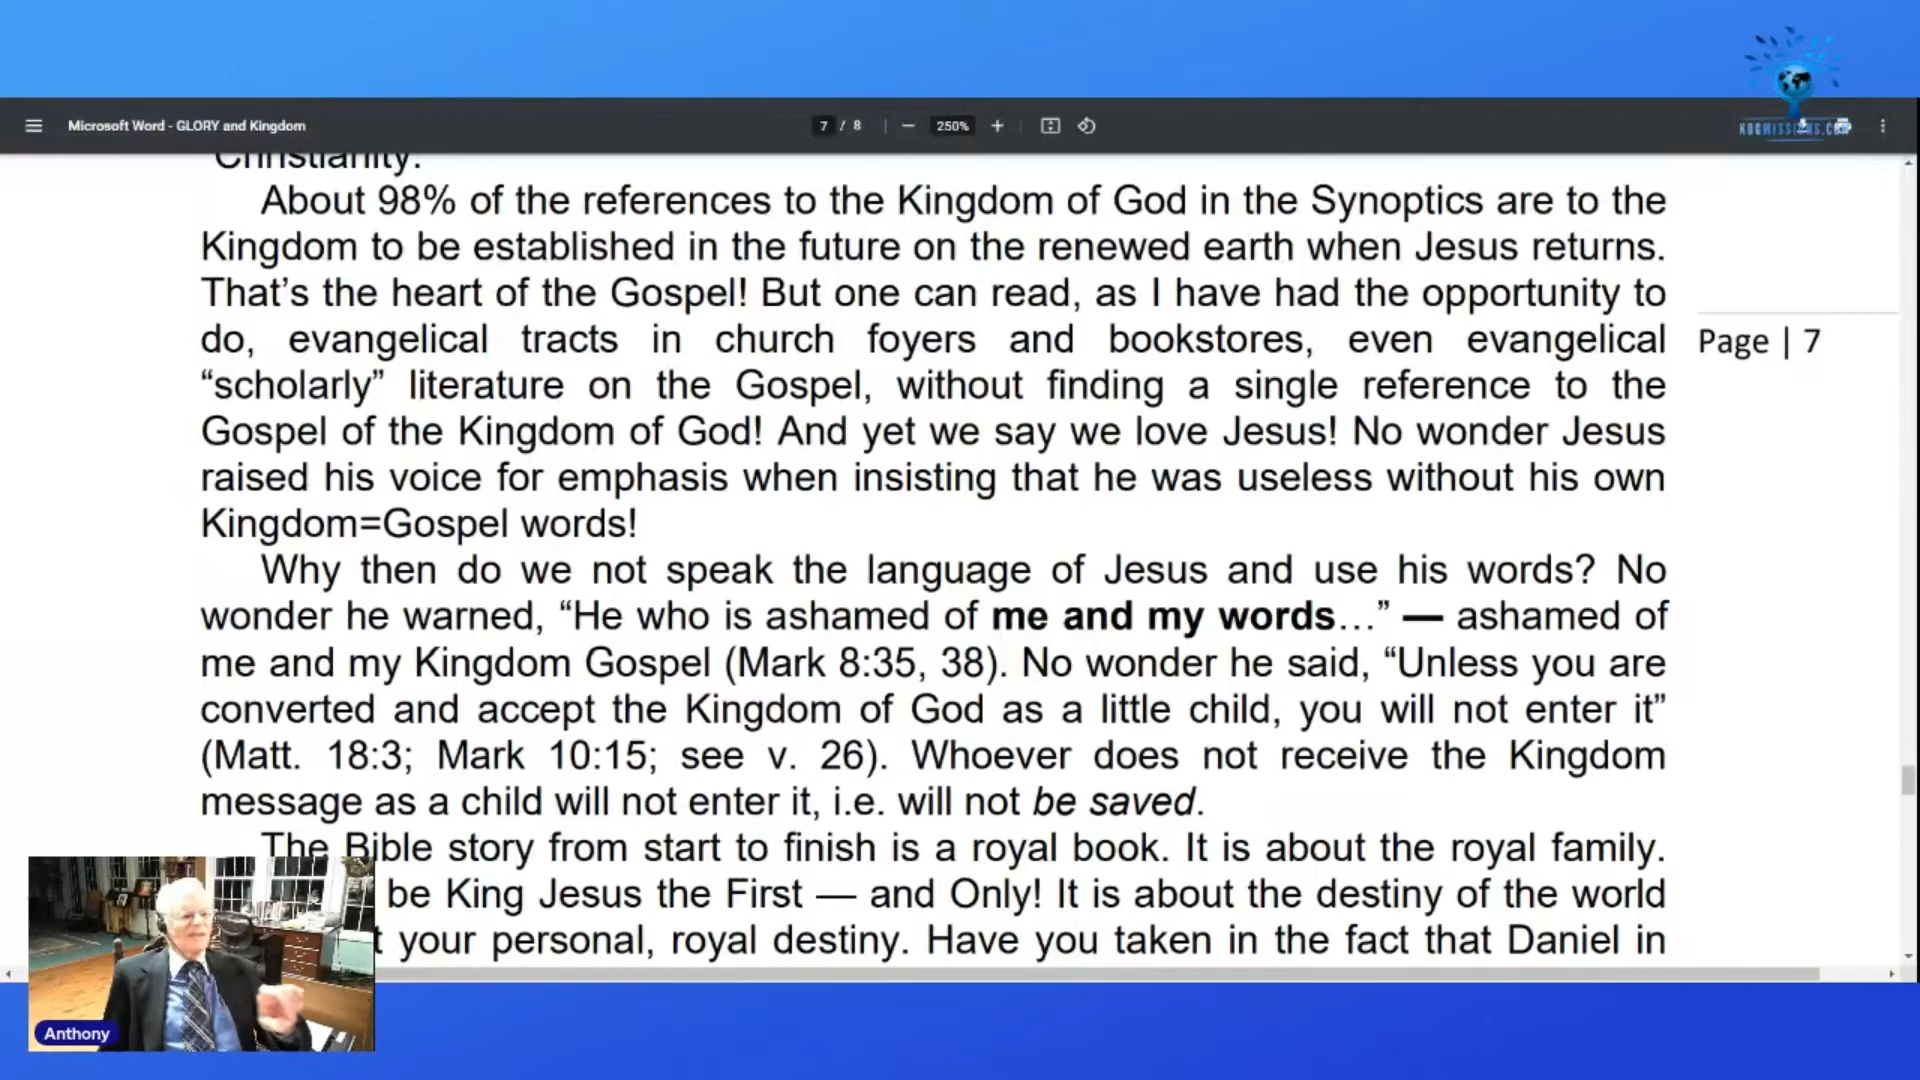 KOGMISSIONS.COM
Microsoft Word - GLORY and Kingdom
7 / 8
250%
Christianity.
About 98% of the references to the Kingdom of God in the Synoptics are to the
Kingdom to be established in the future on the renewed earth when Jesus returns.
That’s the heart of the Gospel! But one can read, as I have had the opportunity to
do, evangelical tracts in church foyers and bookstores, even evangelical
“scholarly” literature on the Gospel, without finding a single reference to the
Gospel of the Kingdom of God! And yet we say we love Jesus! No wonder Jesus
raised his voice for emphasis when insisting that he was useless without his own
Kingdom=Gospel words!
Page | 7
Why then do we not speak the language of Jesus and use his words? No
wonder he warned, “He who is ashamed of me and my words…” — ashamed of
me and my Kingdom Gospel (Mark 8:35, 38). No wonder he said, “Unless you are
converted and accept the Kingdom of God as a little child, you will not enter it”
(Matt. 18:3; Mark 10:15; see v. 26). Whoever does not receive the Kingdom
message as a child will not enter it, i.e. will not be saved.
The Bible story from start to finish is a royal book. It is about the royal family.
be King Jesus the First — and Only! It is about the destiny of the world
your personal, royal destiny. Have you taken in the fact that Daniel in
Anthony